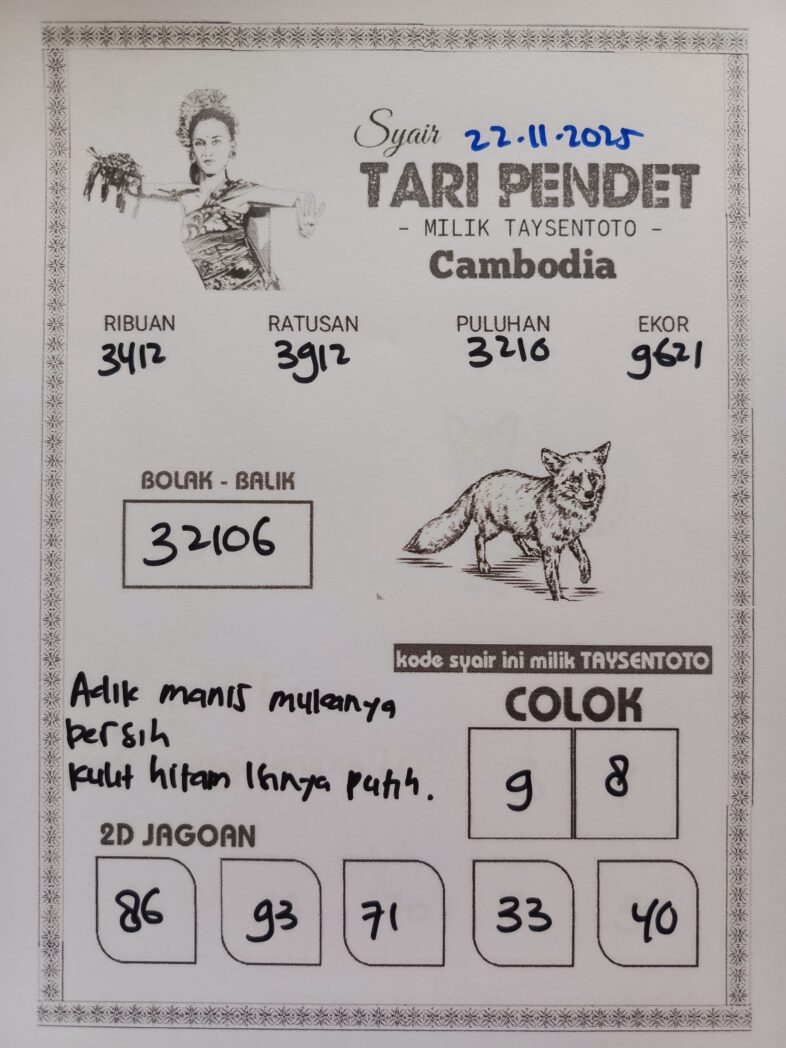 Syair 22.11.2025
TARI PENDET
- MILIK TAYSENTOTO -
Cambodia
RIBUAN RATUSAN PULUHAN EKOR
3412 3912 3210 9621
BOLAK - BALIK
32106
kode syair ini milik TAYSENTOTO
Adik manis mukanya
bersih
kulit hitam isinya putih.
COLOK
9 8
2D JAGOAN
86 93 71 33 40